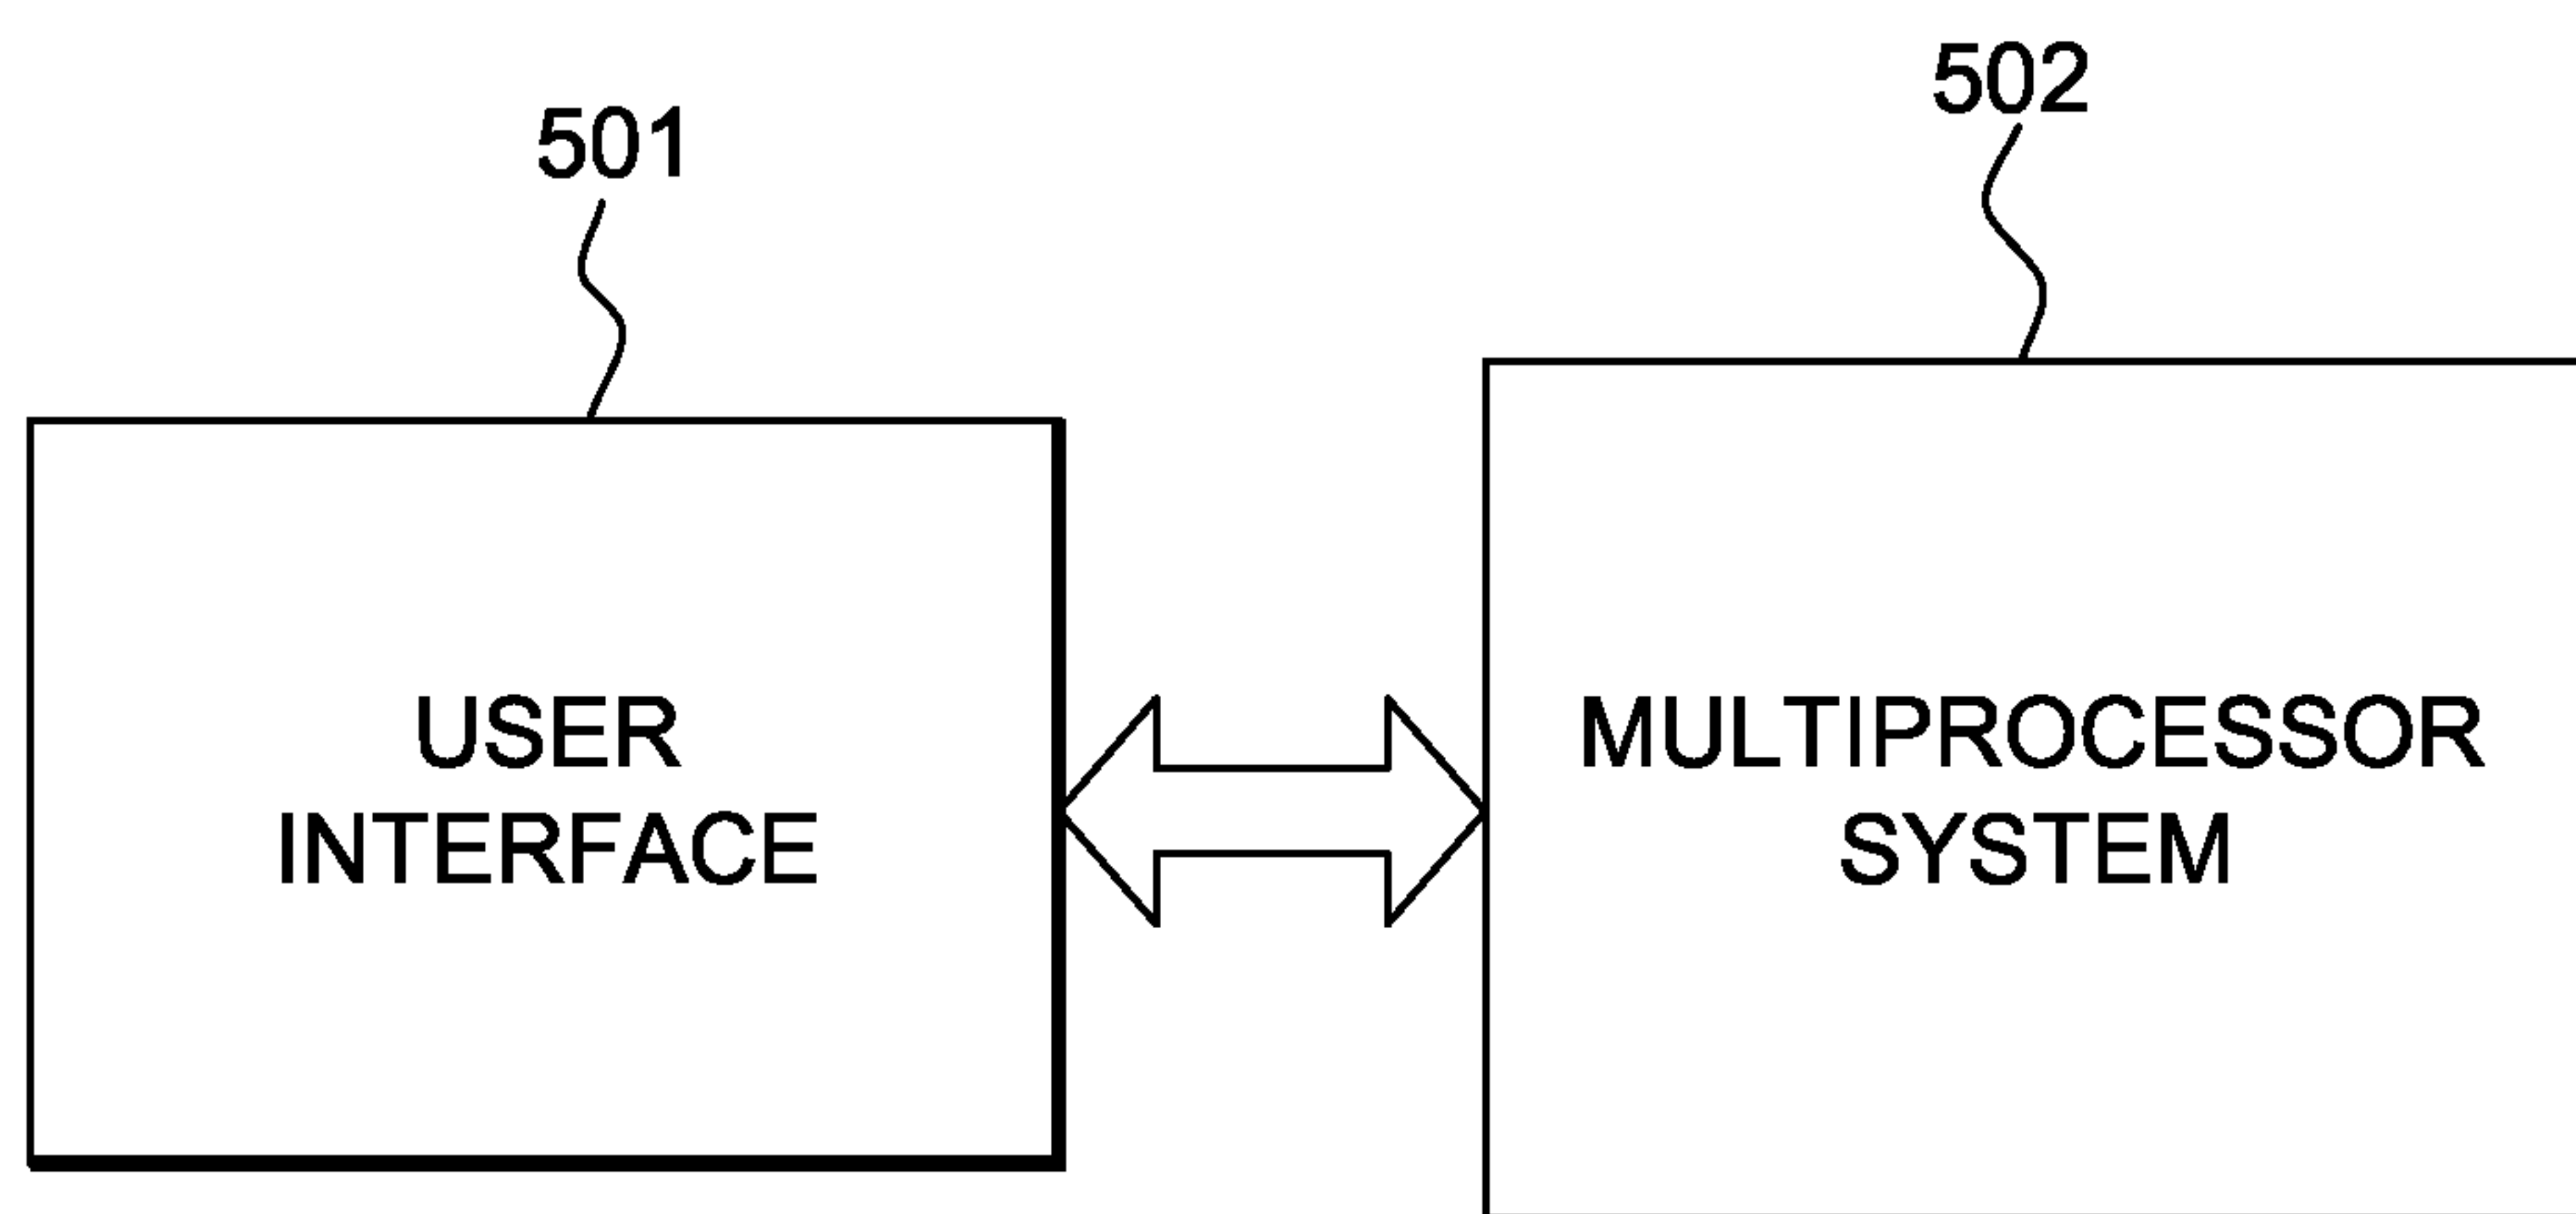 501
502
USER
INTERFACE
MULTIPROCESSOR
SYSTEM